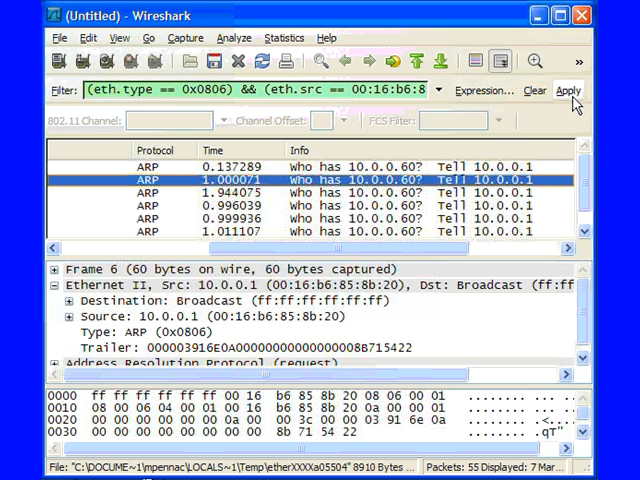 (Untitled) - Wireshark
File Edit View Go Capture Analyze Statistics Help
»
Filter: (eth.type == 0x0806) && (eth.src == 00:16:b6:8 Expression... Clear Apply
802.11 Channel: Channel Offset: FCS Filter:
Protocol Time Info
ARP 0.137289 Who has 10.0.0.60? Tell 10.0.0.1
ARP 1.000071 Who has 10.0.0.60? Tell 10.0.0.1
ARP 1.944075 Who has 10.0.0.60? Tell 10.0.0.1
ARP 0.996039 Who has 10.0.0.60? Tell 10.0.0.1
ARP 0.999936 Who has 10.0.0.60? Tell 10.0.0.1
ARP 1.011107 Who has 10.0.0.60? Tell 10.0.0.1
Frame 6 (60 bytes on wire, 60 bytes captured)
Ethernet II, Src: 10.0.0.1 (00:16:b6:85:8b:20), Dst: Broadcast (ff:ff
Destination: Broadcast (ff:ff:ff:ff:ff:ff)
Source: 10.0.0.1 (00:16:b6:85:8b:20)
Type: ARP (0x0806)
Trailer: 000003916E0A00000000000000008B715422
Address Resolution Protocol (request)
0000 ff ff ff ff ff ff 00 16 b6 85 8b 20 08 06 00 01 ........ ... ....
0010 08 00 06 04 00 01 00 16 b6 85 8b 20 0a 00 00 01 ........ ... ....
0020 00 00 00 00 00 00 0a 00 00 3c 00 00 03 91 6e 0a ........ .<....
0030 00 00 00 00 00 00 00 00 8b 71 54 22 ........ .qT"
File: "C:\DOCUME~1\mpennac\LOCALS~1\Temp\etherXXXXa05504" 8910 Bytes ... Packets: 55 Displayed: 7 Mar...